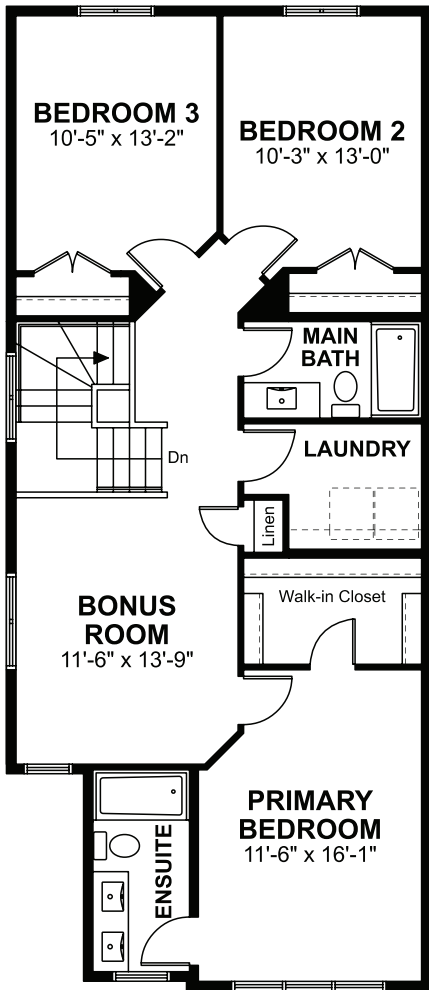 BEDROOM 3
10'-5" x 13'-2"
BEDROOM 2
10'-3" x 13'-0"
MAIN
BATH
Dn
LAUNDRY
Linen
Walk-in Closet
BONUS
ROOM
11'-6" x 13'-9"
PRIMARY
BEDROOM
11'-6" x 16'-1"
ENSUITE